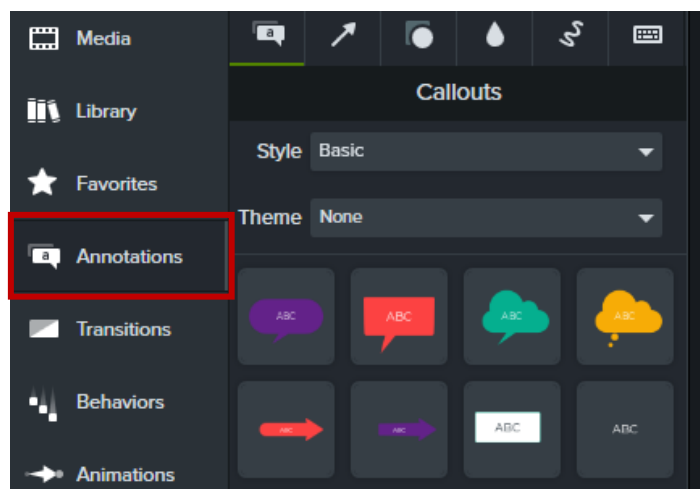 Media
Library
Favorites
a Annotations
Transitions
Behaviors
Animations
a
Callouts
Style Basic
Theme None
ABC ABC ABC ABC
ABC ABC ABC ABC